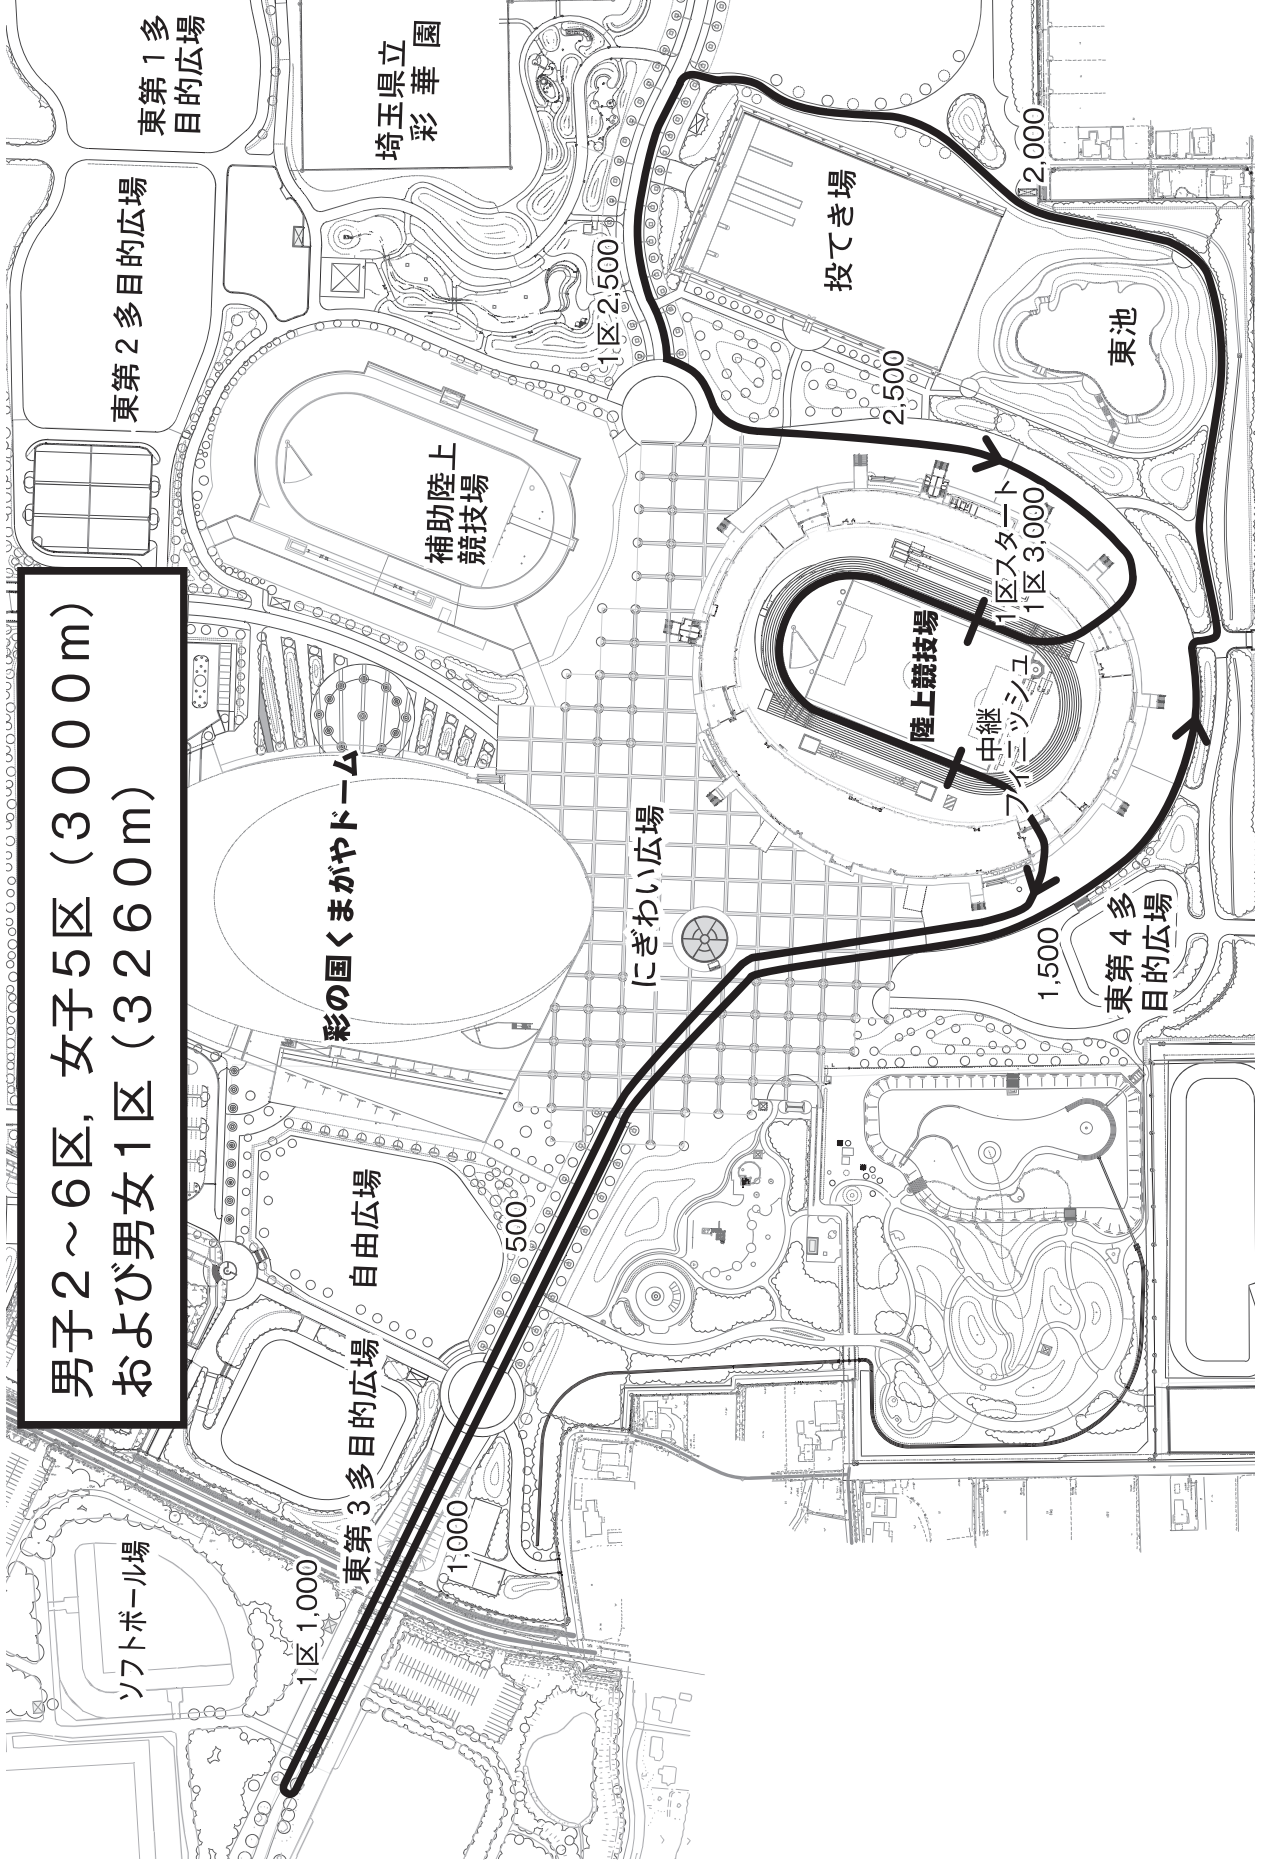 男子２～６区，女子５区（３０００ｍ）
および男女１区（３２６０ｍ）
東第１多
目的広場
埼玉県立
彩華園
東第２多目的広場
1区 2,500
投てき場
2,000
東池
2,500
補助陸上
競技場
1区スタート
1区 3,000
陸上競技場
中継
フィニッシュ
彩の国くまがやドーム
にぎわい広場
1,500
東第４多
目的広場
自由広場
500
東第３多目的広場
1,000
1区 1,000
ソフトボール場